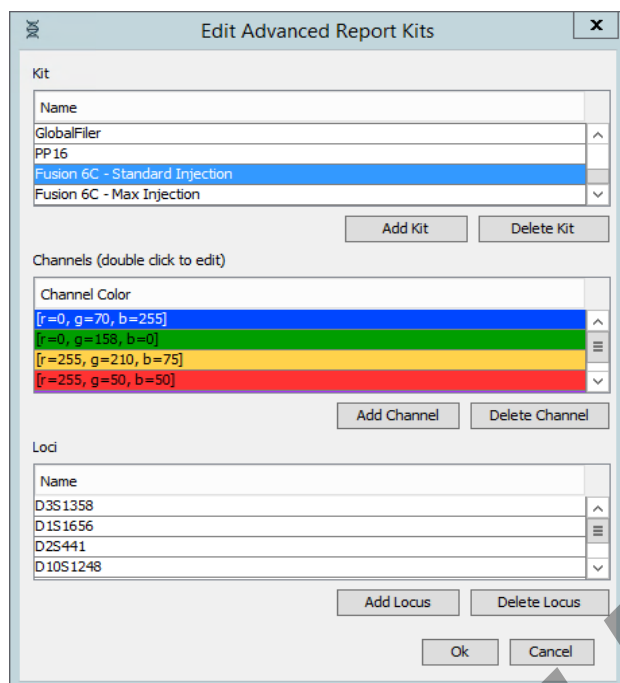 Edit Advanced Report Kits
x
Kit
Name
GlobalFiler
PP16
Fusion 6C - Standard Injection
Fusion 6C - Max Injection
Add Kit Delete Kit
Channels (double click to edit)
Channel Color
[r=0, g=70, b=255]
[r=0, g=158, b=0]
[r=255, g=210, b=75]
[r=255, g=50, b=50]
Add Channel Delete Channel
Loci
Name
D3S1358
D1S1656
D2S441
D10S1248
Add Locus Delete Locus
Ok Cancel